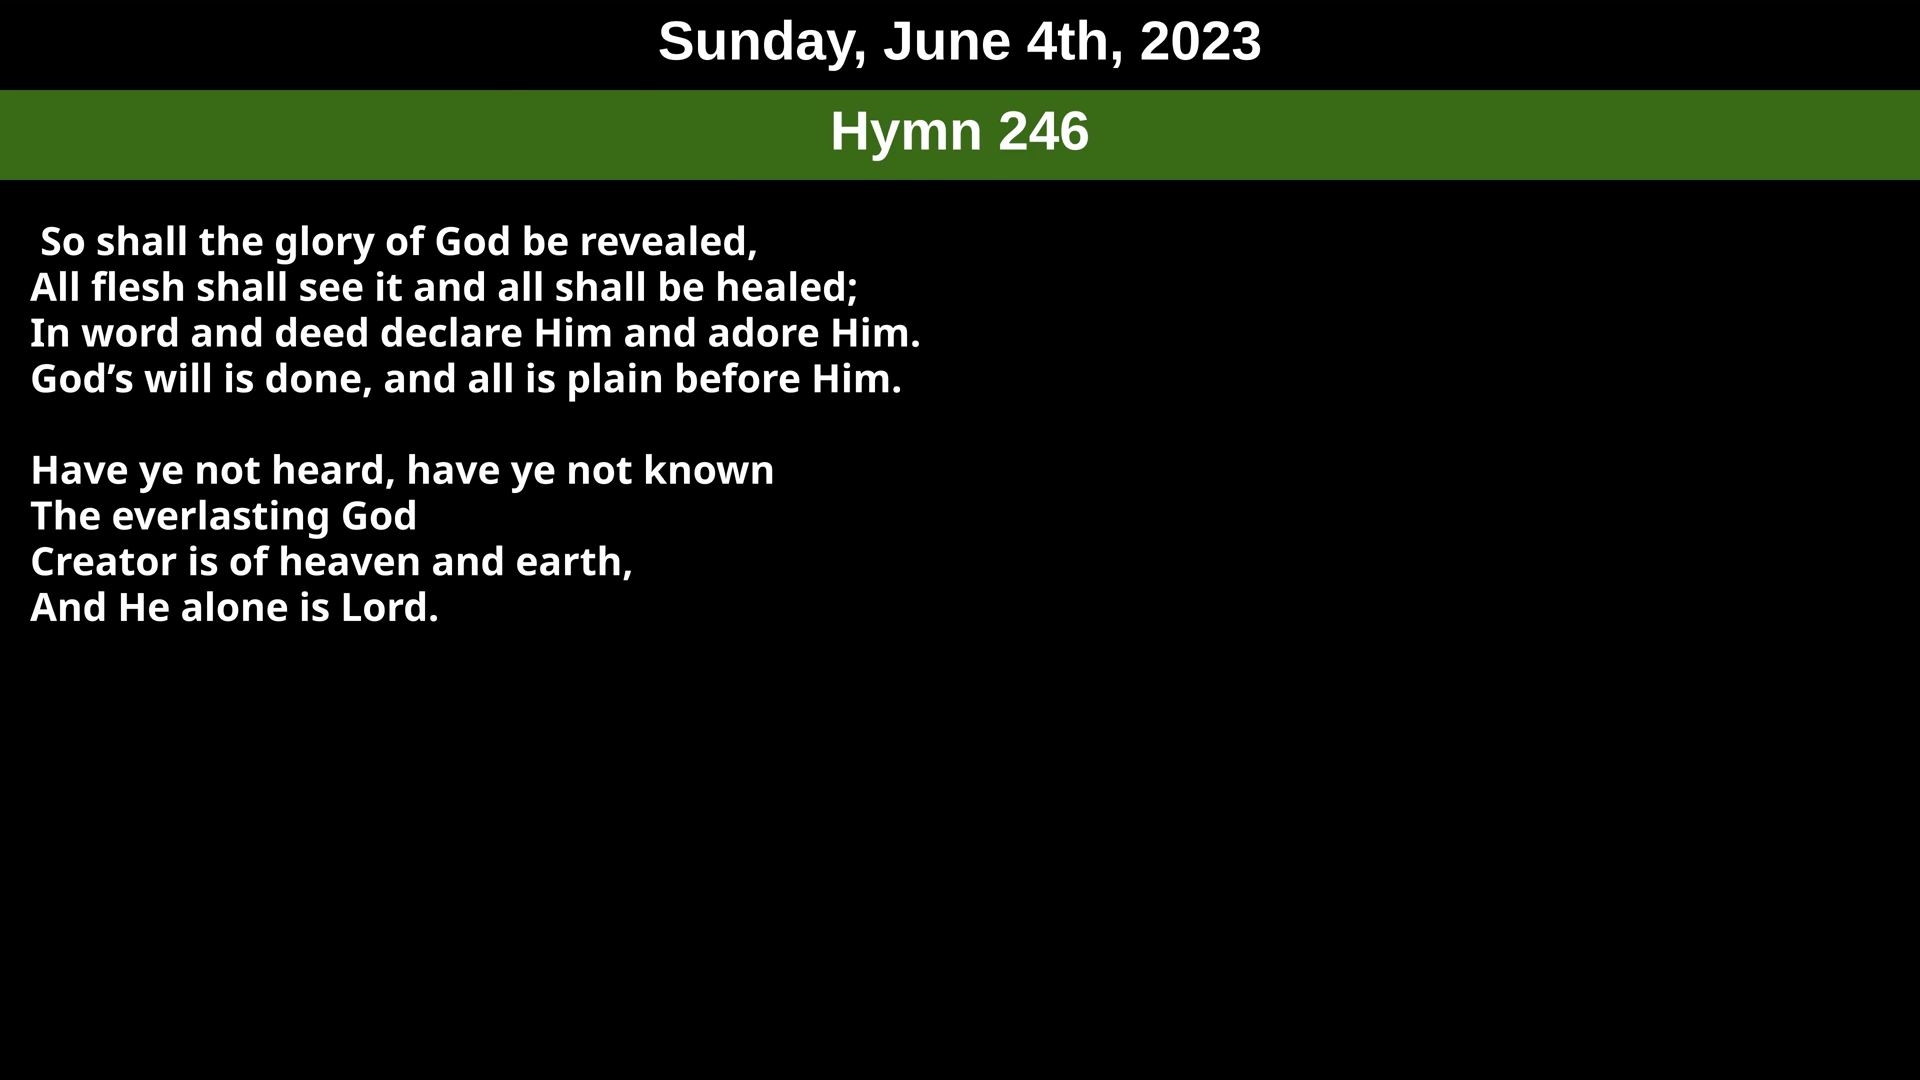 Sunday, June 4th, 2023
Hymn 246
So shall the glory of God be revealed,
All flesh shall see it and all shall be healed;
In word and deed declare Him and adore Him.
God’s will is done, and all is plain before Him.
Have ye not heard, have ye not known
The everlasting God
Creator is of heaven and earth,
And He alone is Lord.